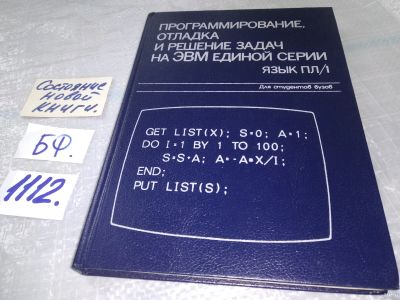 ПРОГРАММИРОВАНИЕ,
ОТЛАДКА
И РЕШЕНИЕ ЗАДАЧ
НА ЭВМ ЕДИНОЙ СЕРИИ
ЯЗЫК ПЛ/1
Для студентов вузов
GET LIST(X); S=0; A=1;
DO I=1 BY 1 TO 100;
S=S+A; A=-A*X/I;
END;
PUT LIST(S);
Состояние
новой
книги.
БФ.
1112.